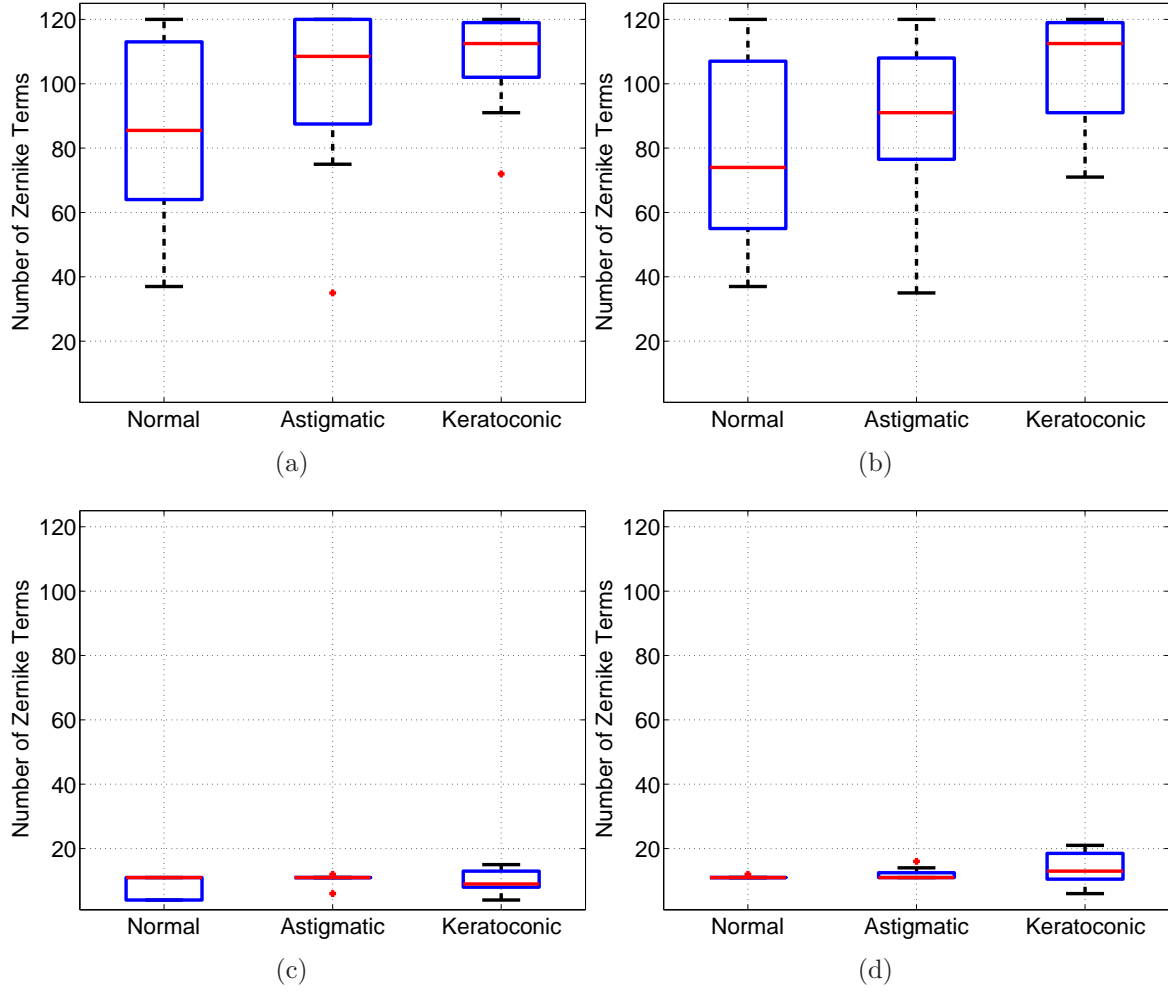 Number of Zernike Terms
120
100
80
60
40
20
Normal Astigmatic Keratoconic
(a)
Number of Zernike Terms
120
100
80
60
40
20
Normal Astigmatic Keratoconic
(b)
Number of Zernike Terms
120
100
80
60
40
20
Normal Astigmatic Keratoconic
(c)
Number of Zernike Terms
120
100
80
60
40
20
Normal Astigmatic Keratoconic
(d)